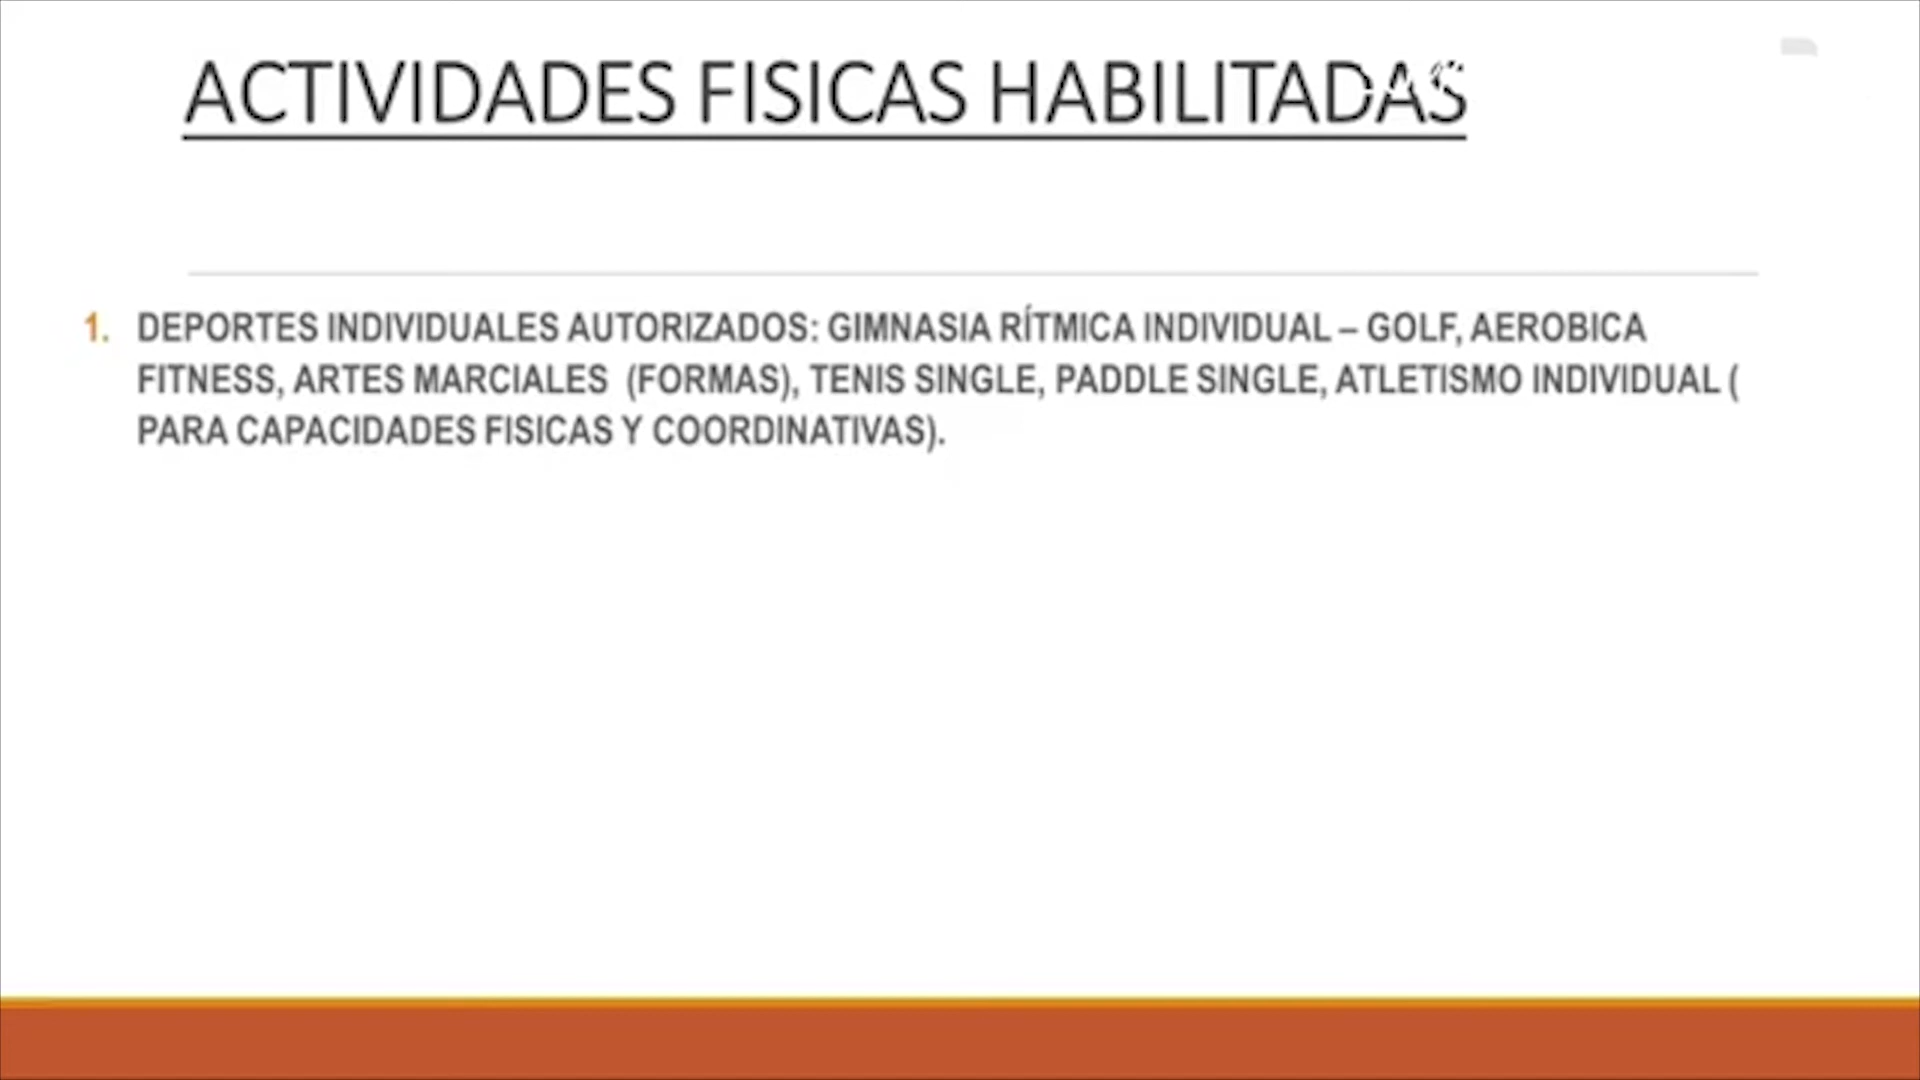 ACTIVIDADES FISICAS HABILITADAS
1. DEPORTES INDIVIDUALES AUTORIZADOS: GIMNASIA RÍTMICA INDIVIDUAL – GOLF, AEROBICA
FITNESS, ARTES MARCIALES (FORMAS), TENIS SINGLE, PADDLE SINGLE, ATLETISMO INDIVIDUAL (
PARA CAPACIDADES FISICAS Y COORDINATIVAS).